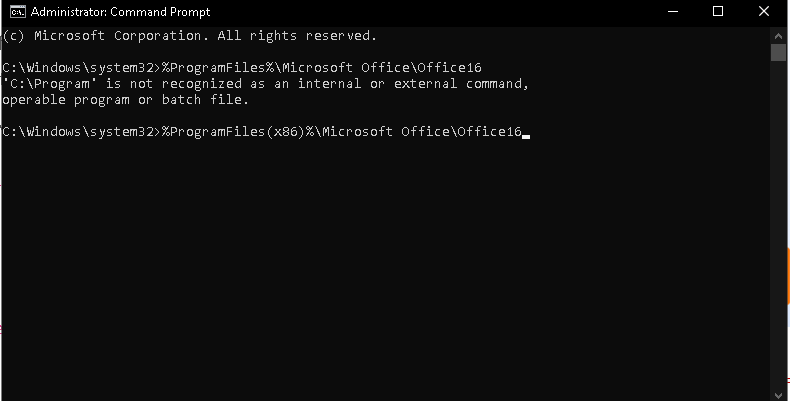 Administrator: Command Prompt
(c) Microsoft Corporation. All rights reserved.
C:\Windows\system32>%ProgramFiles%\Microsoft Office\Office16
'C:\Program' is not recognized as an internal or external command,
operable program or batch file.
C:\Windows\system32>%ProgramFiles(x86)%\Microsoft Office\Office16